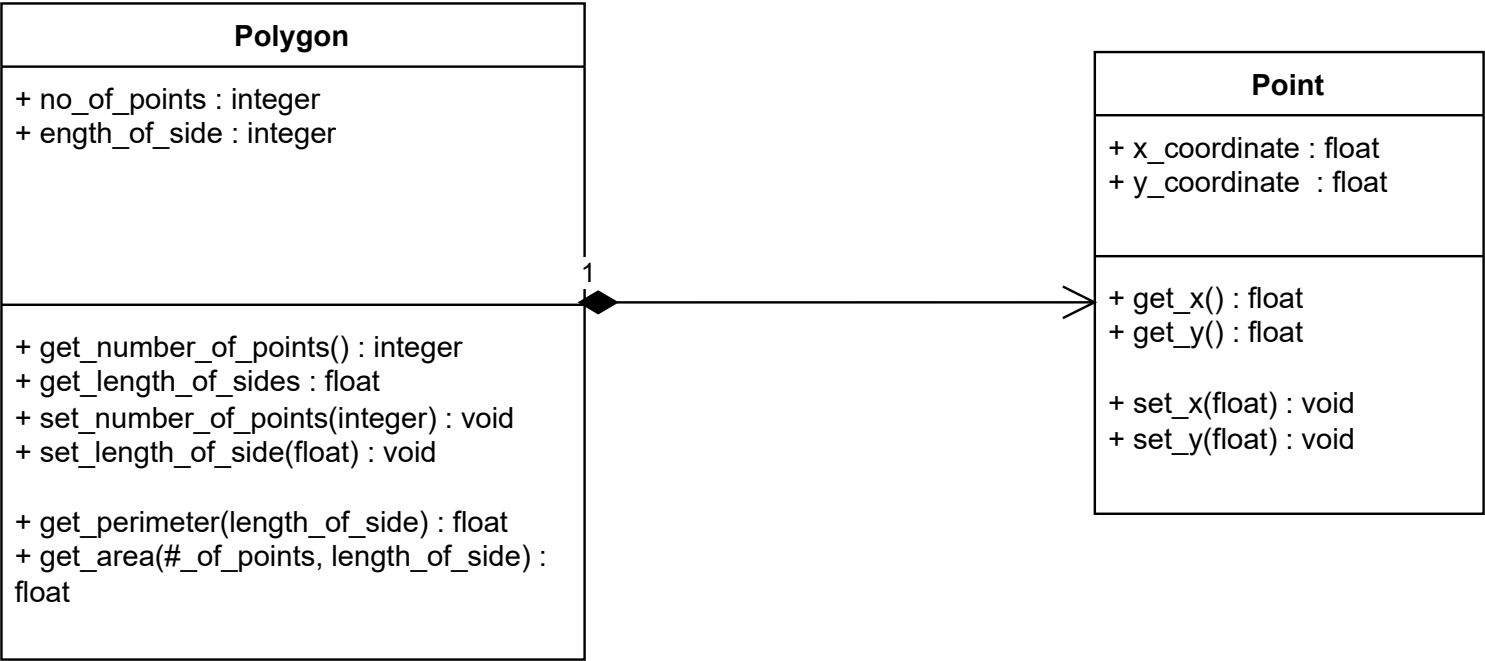 Polygon
+ no_of_points : integer
+ ength_of_side : integer
+ get_number_of_points() : integer
+ get_length_of_sides : float
+ set_number_of_points(integer) : void
+ set_length_of_side(float) : void
+ get_perimeter(length_of_side) : float
+ get_area(#_of_points, length_of_side) :
float
1
Point
+ x_coordinate : float
+ y_coordinate  : float
+ get_x() : float
+ get_y() : float
+ set_x(float) : void
+ set_y(float) : void